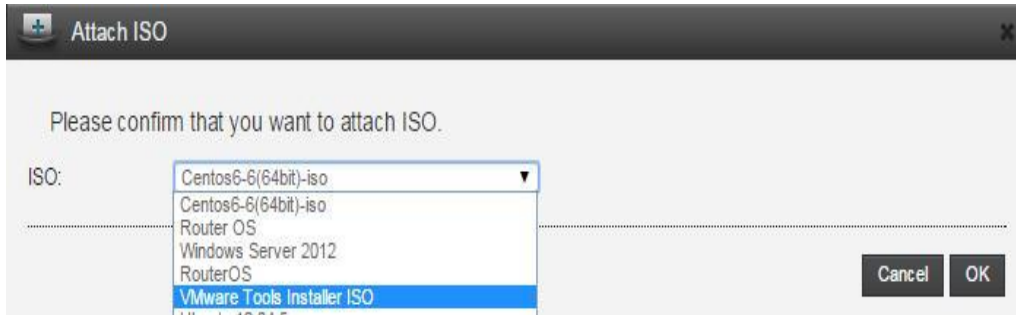 Attach ISO
Please confirm that you want to attach ISO.
ISO:
Centos6-6(64bit)-iso
Centos6-6(64bit)-iso
Router OS
Windows Server 2012
RouterOS
VMware Tools Installer ISO
Cancel OK